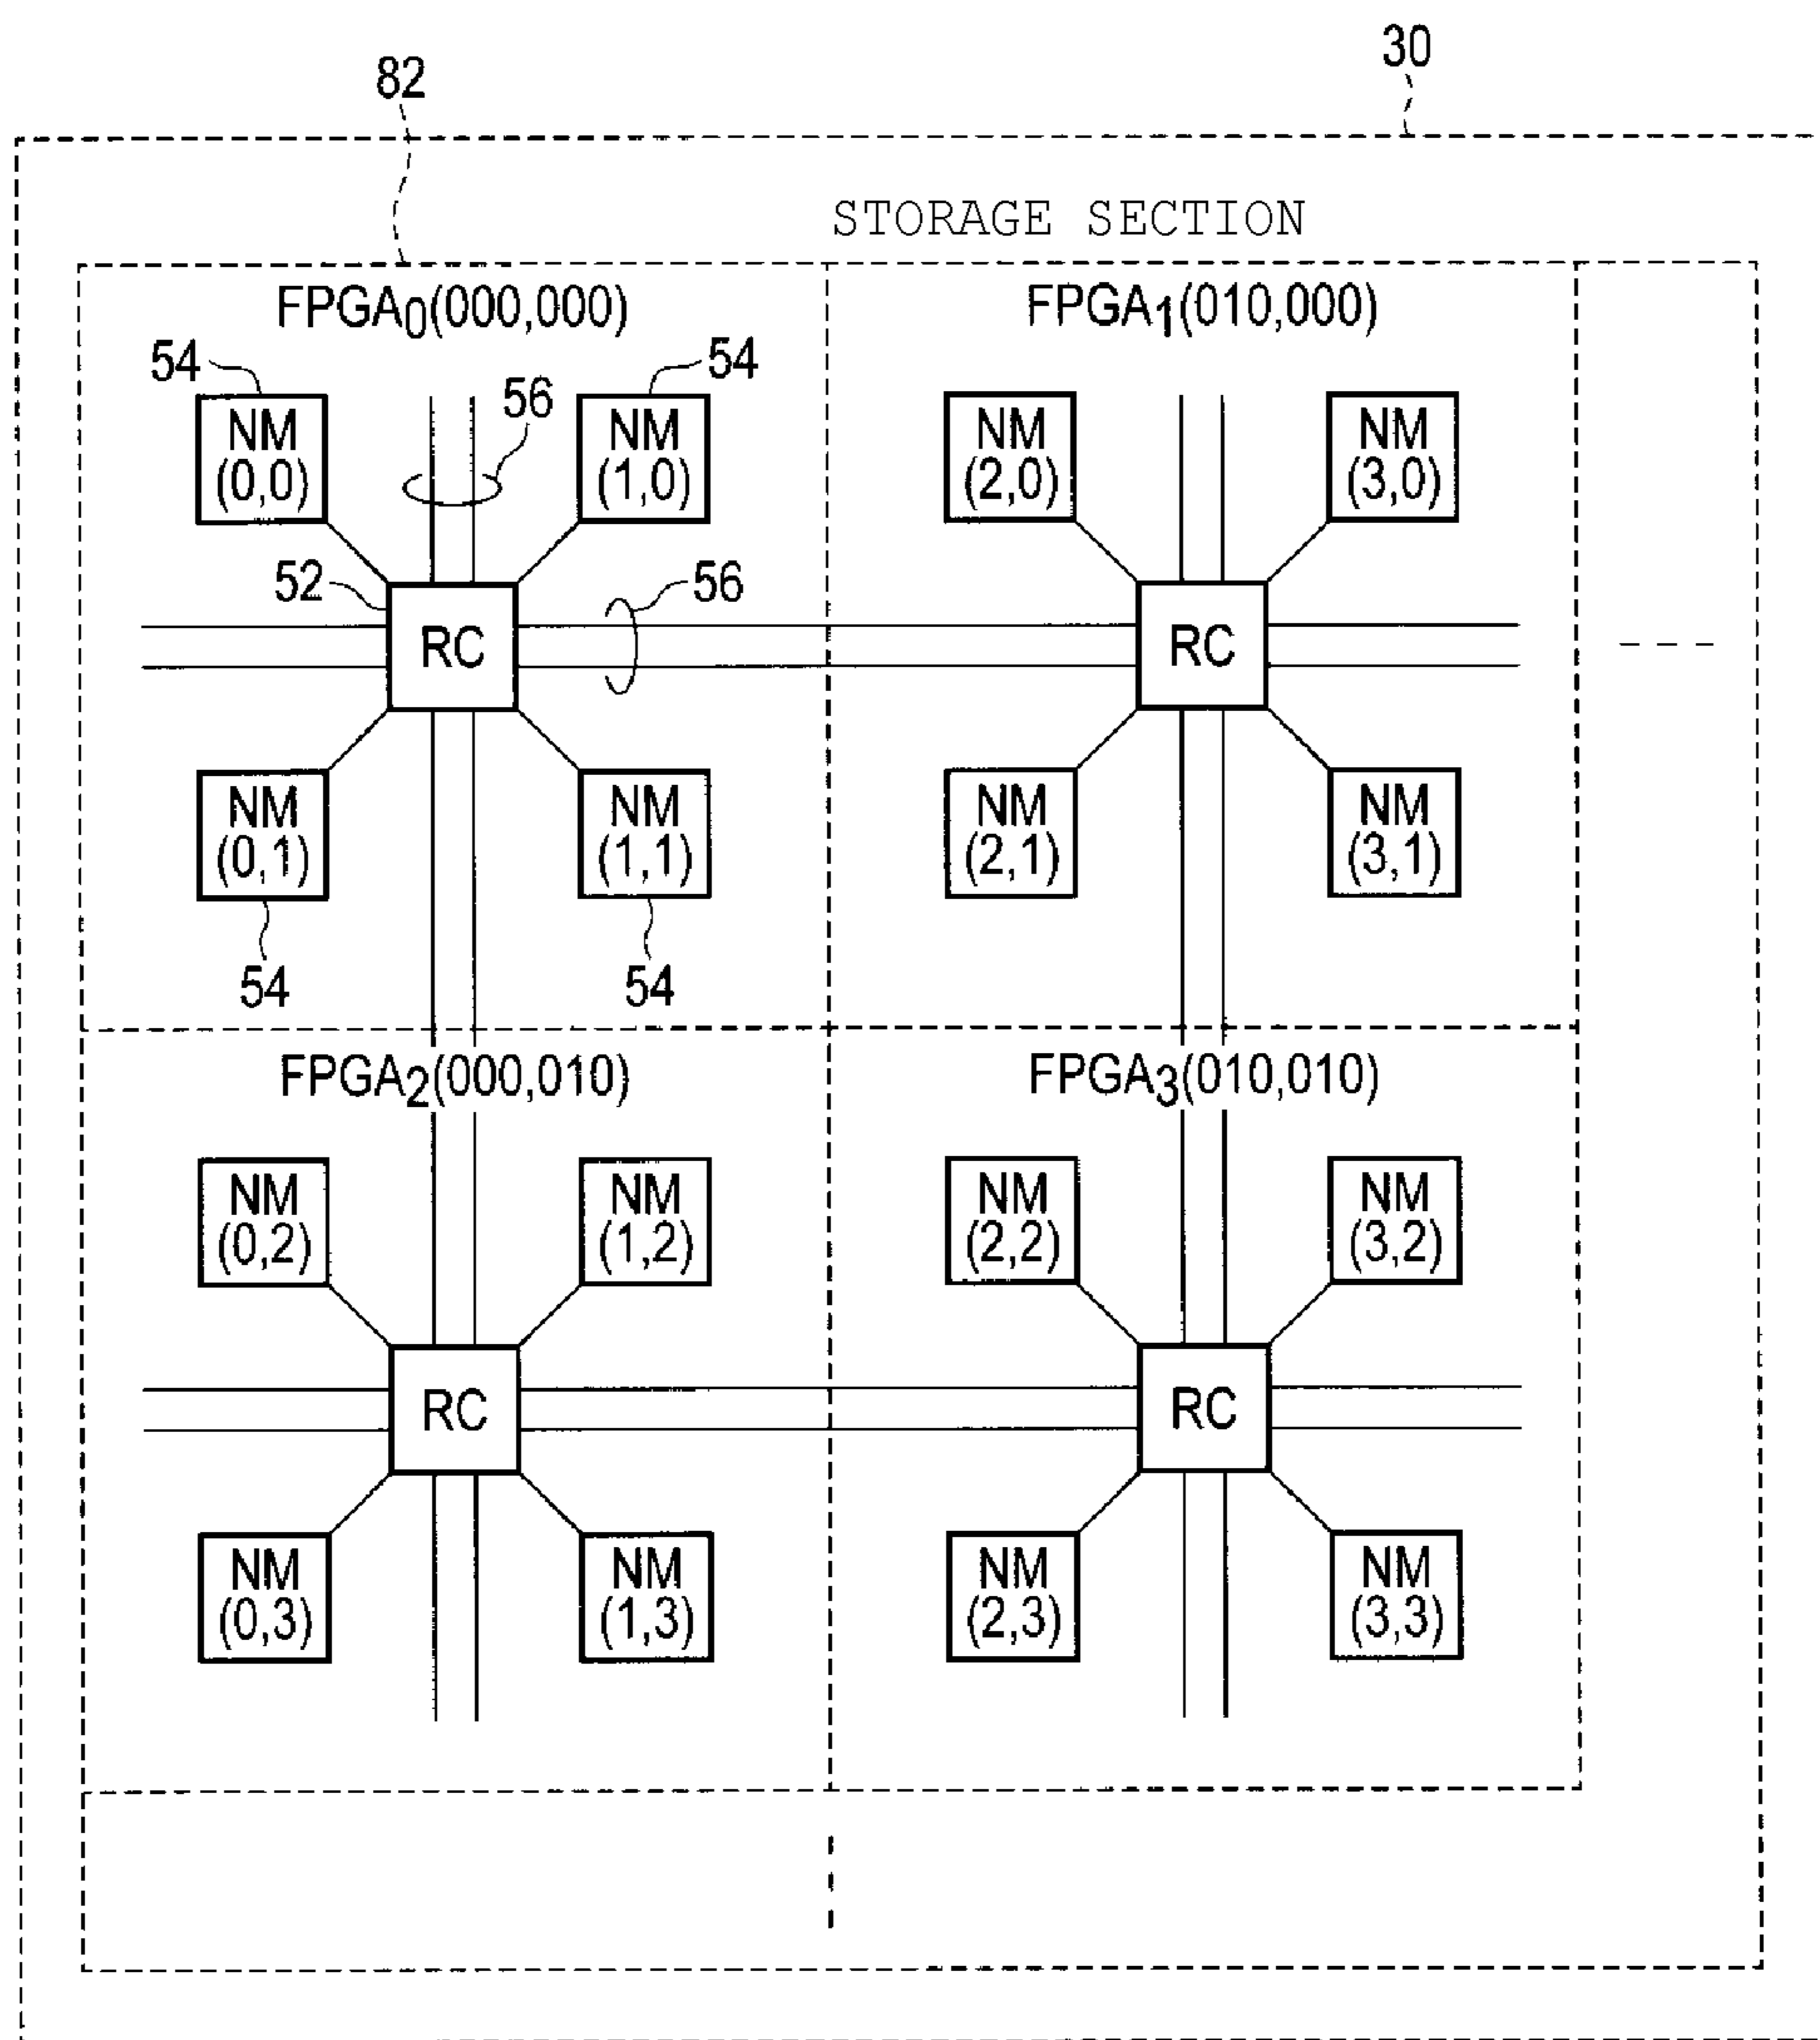 30
82
STORAGE SECTION
FPGA0(000,000)
FPGA1(010,000)
54
54
56
NM
(0,0)
NM
(1,0)
NM
(2,0)
NM
(3,0)
52
56
RC
RC
NM
(0,1)
NM
(1,1)
NM
(2,1)
NM
(3,1)
54
54
FPGA2(000,010)
FPGA3(010,010)
NM
(0,2)
NM
(1,2)
NM
(2,2)
NM
(3,2)
RC
RC
NM
(0,3)
NM
(1,3)
NM
(2,3)
NM
(3,3)